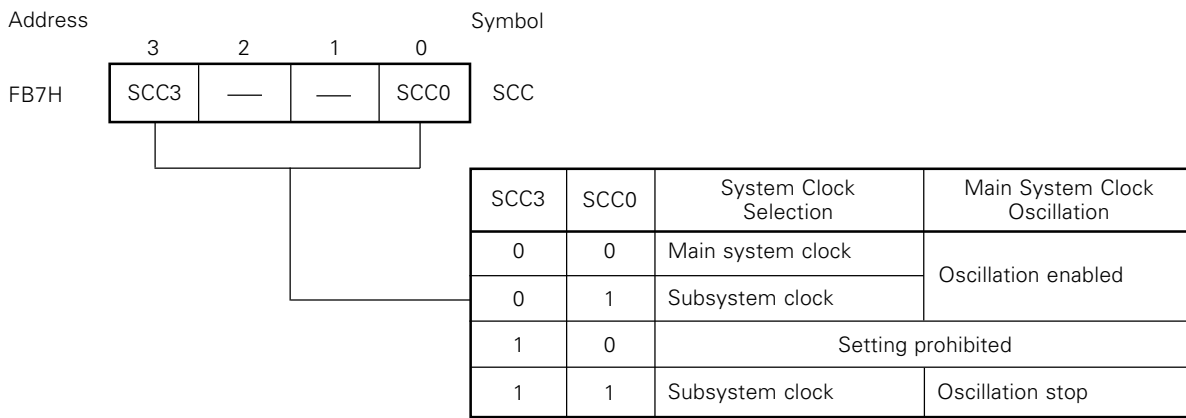 Address Symbol
3 2 1 0
FB7H SCC3 — — SCC0 SCC
SCC3 SCC0 System Clock Selection Main System Clock Oscillation
0 0 Main system clock Oscillation enabled
0 1 Subsystem clock
1 0 Setting prohibited
1 1 Subsystem clock Oscillation stop